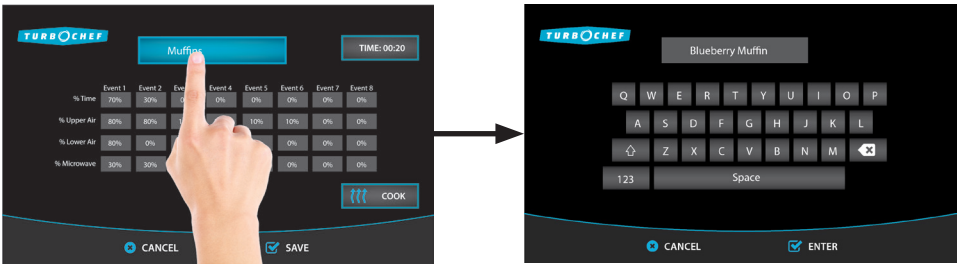 TURBOCHEF
Muffins
TIME: 00:20
Event 1 Event 2 Event 4 Event 5 Event 6 Event 7 Event 8
% Time 70% 30% 0% 0% 0% 0% 0%
% Upper Air 80% 80% 10% 10% 0% 0%
% Lower Air 80% 0% 0% 0% 0%
% Microwave 30% 30% 0% 0% 0%
COOK
CANCEL SAVE
TURBOCHEF
Blueberry Muffin
Q W E R T Y U I O P
A S D F G H J K L
Z X C V B N M
123 Space
CANCEL ENTER